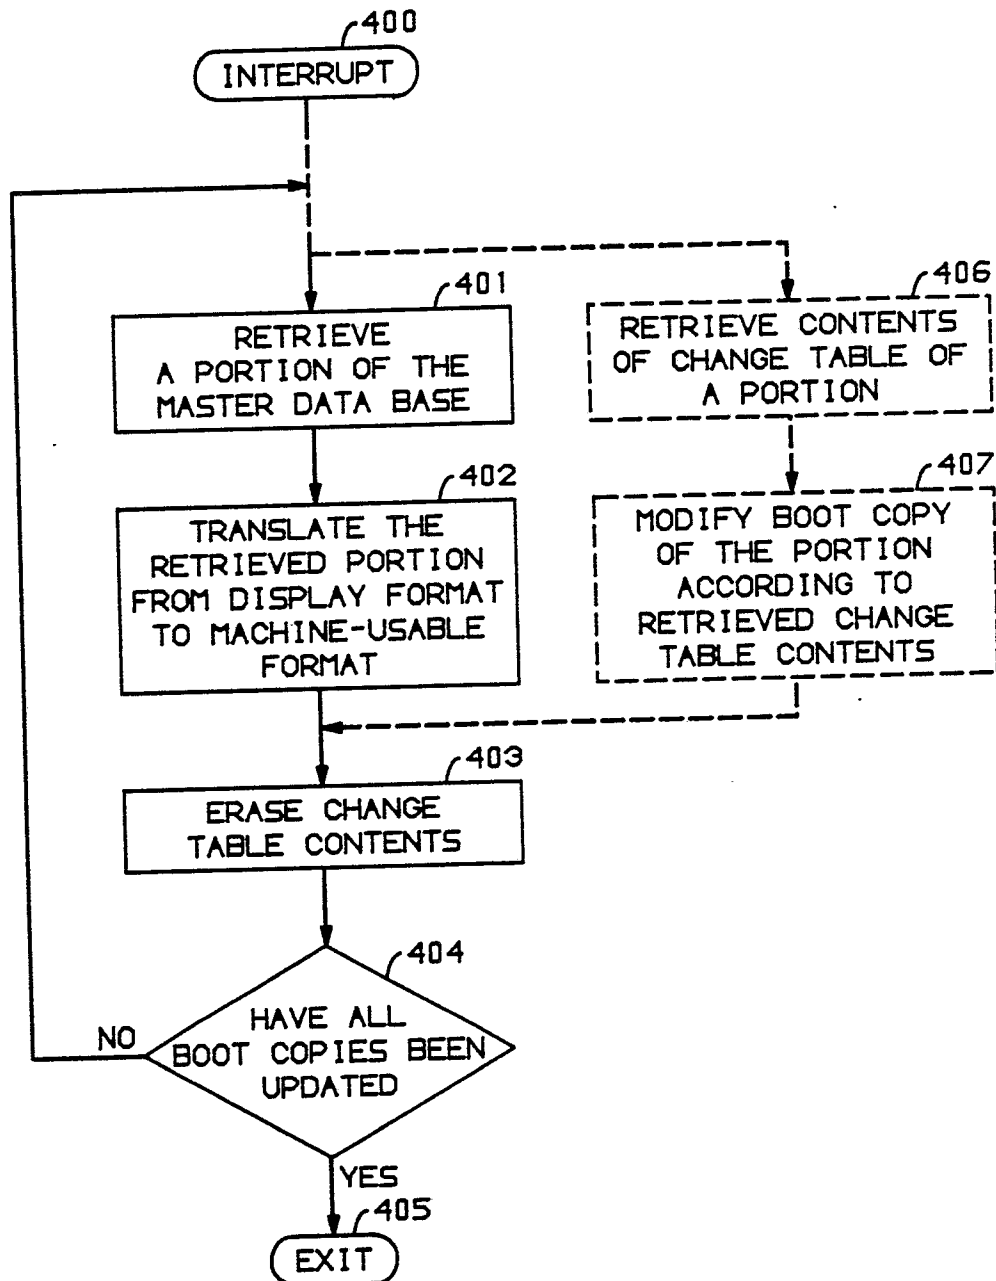 400
INTERRUPT
401
RETRIEVE
A PORTION OF THE
MASTER DATA BASE
406
RETRIEVE CONTENTS
OF CHANGE TABLE OF
A PORTION
402
TRANSLATE THE
RETRIEVED PORTION
FROM DISPLAY FORMAT
TO MACHINE-USABLE
FORMAT
407
MODIFY BOOT COPY
OF THE PORTION
ACCORDING TO
RETRIEVED CHANGE
TABLE CONTENTS
403
ERASE CHANGE
TABLE CONTENTS
404
HAVE ALL
BOOT COPIES BEEN
UPDATED
NO
YES
405
EXIT